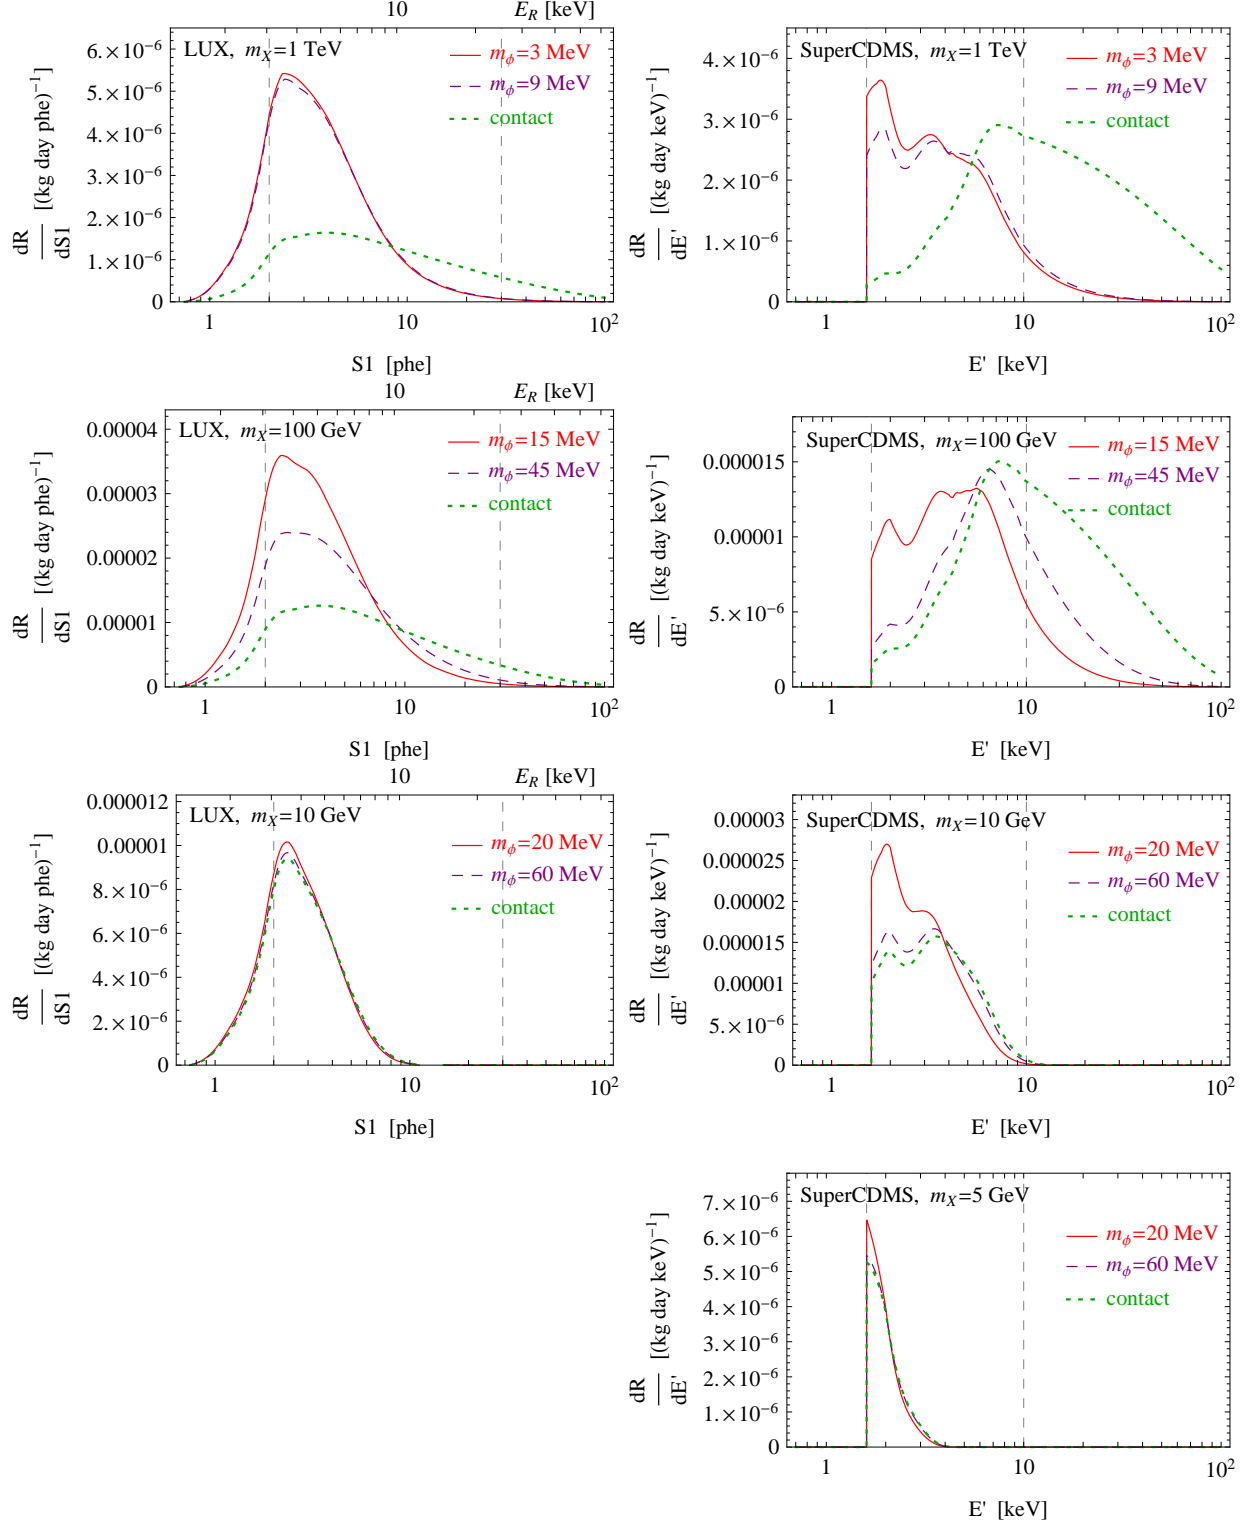 10 E_R [keV]
LUX, m_X=1 TeV
m_ϕ=3 MeV
m_ϕ=9 MeV
contact
6.×10⁻⁶
5.×10⁻⁶
4.×10⁻⁶
3.×10⁻⁶
2.×10⁻⁶
1.×10⁻⁶
0
dR/dS1 [(kg day phe)⁻¹]
1 10 10²
S1 [phe]
SuperCDMS, m_X=1 TeV
m_ϕ=3 MeV
m_ϕ=9 MeV
contact
4.×10⁻⁶
3.×10⁻⁶
2.×10⁻⁶
1.×10⁻⁶
0
dR/dE' [(kg day keV)⁻¹]
1 10 10²
E' [keV]
10 E_R [keV]
LUX, m_X=100 GeV
m_ϕ=15 MeV
m_ϕ=45 MeV
contact
0.00004
0.00003
0.00002
0.00001
0
dR/dS1 [(kg day phe)⁻¹]
1 10 10²
S1 [phe]
SuperCDMS, m_X=100 GeV
m_ϕ=15 MeV
m_ϕ=45 MeV
contact
0.000015
0.00001
5.×10⁻⁶
0
dR/dE' [(kg day keV)⁻¹]
1 10 10²
E' [keV]
10 E_R [keV]
LUX, m_X=10 GeV
m_ϕ=20 MeV
m_ϕ=60 MeV
contact
0.000012
0.00001
8.×10⁻⁶
6.×10⁻⁶
4.×10⁻⁶
2.×10⁻⁶
0
dR/dS1 [(kg day phe)⁻¹]
1 10 10²
S1 [phe]
SuperCDMS, m_X=10 GeV
m_ϕ=20 MeV
m_ϕ=60 MeV
contact
0.00003
0.000025
0.00002
0.000015
0.00001
5.×10⁻⁶
0
dR/dE' [(kg day keV)⁻¹]
1 10 10²
E' [keV]
SuperCDMS, m_X=5 GeV
m_ϕ=20 MeV
m_ϕ=60 MeV
contact
7.×10⁻⁶
6.×10⁻⁶
5.×10⁻⁶
4.×10⁻⁶
3.×10⁻⁶
2.×10⁻⁶
1.×10⁻⁶
0
dR/dE' [(kg day keV)⁻¹]
1 10 10²
E' [keV]